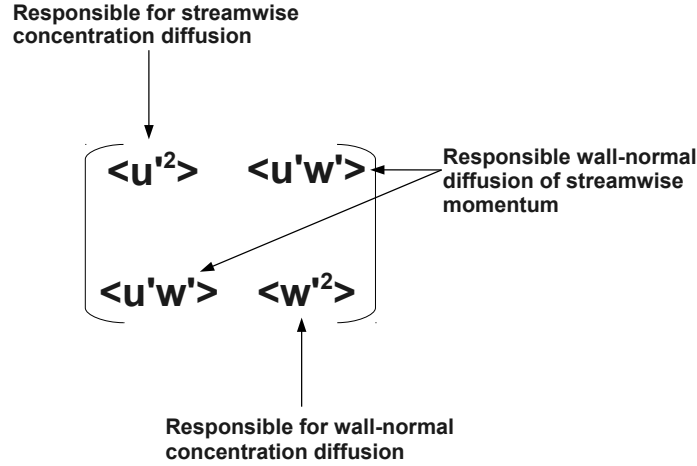 Responsible for streamwise
concentration diffusion
<u'²> <u'w'>
Responsible wall-normal
diffusion of streamwise
momentum
<u'w'> <w'²>
Responsible for wall-normal
concentration diffusion